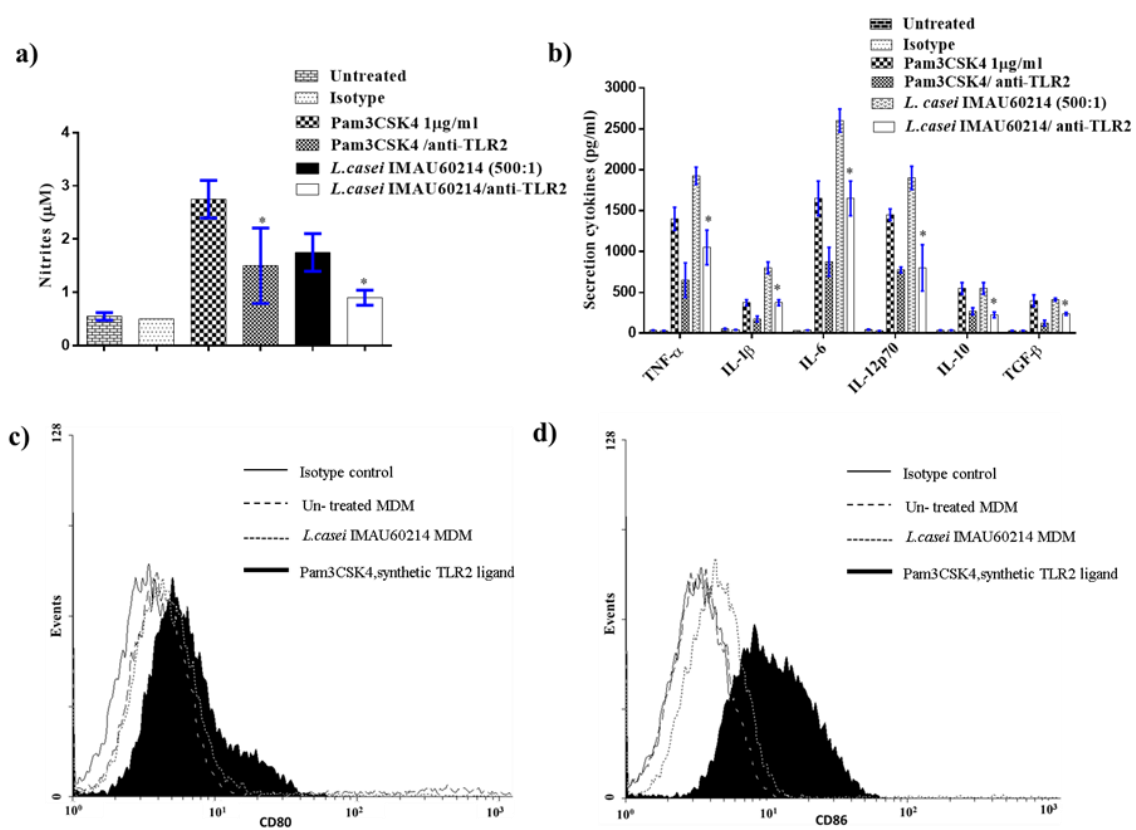 a)
Untreated
Isotype
Pam3CSK4 1µg/ml
Pam3CSK4 /anti-TLR2
L.casei IMAU60214 (500:1)
L.casei IMAU60214/anti-TLR2
Nitrites (µM)
4
3
2
1
0
*
*
b)
Untreated
Isotype
Pam3CSK4 1µg/ml
Pam3CSK4/ anti-TLR2
L. casei IMAU60214 (500:1)
L.casei IMAU60214/ anti-TLR2
Secretion cytokines (pg/ml)
3000
2500
2000
1500
1000
500
0
*
*
*
*
*
*
TNF-α
IL-1β
IL-6
IL-12p70
IL-10
TGF-β
c)
128
Events
0
Isotype control
Un- treated MDM
L.casei IMAU60214 MDM
Pam3CSK4,synthetic TLR2 ligand
10⁰
10¹
10²
10³
CD80
d)
128
Events
0
Isotype control
Un- treated MDM
L.casei IMAU60214 MDM
Pam3CSK4,synthetic TLR2 ligand
10⁰
10¹
10²
10³
CD86